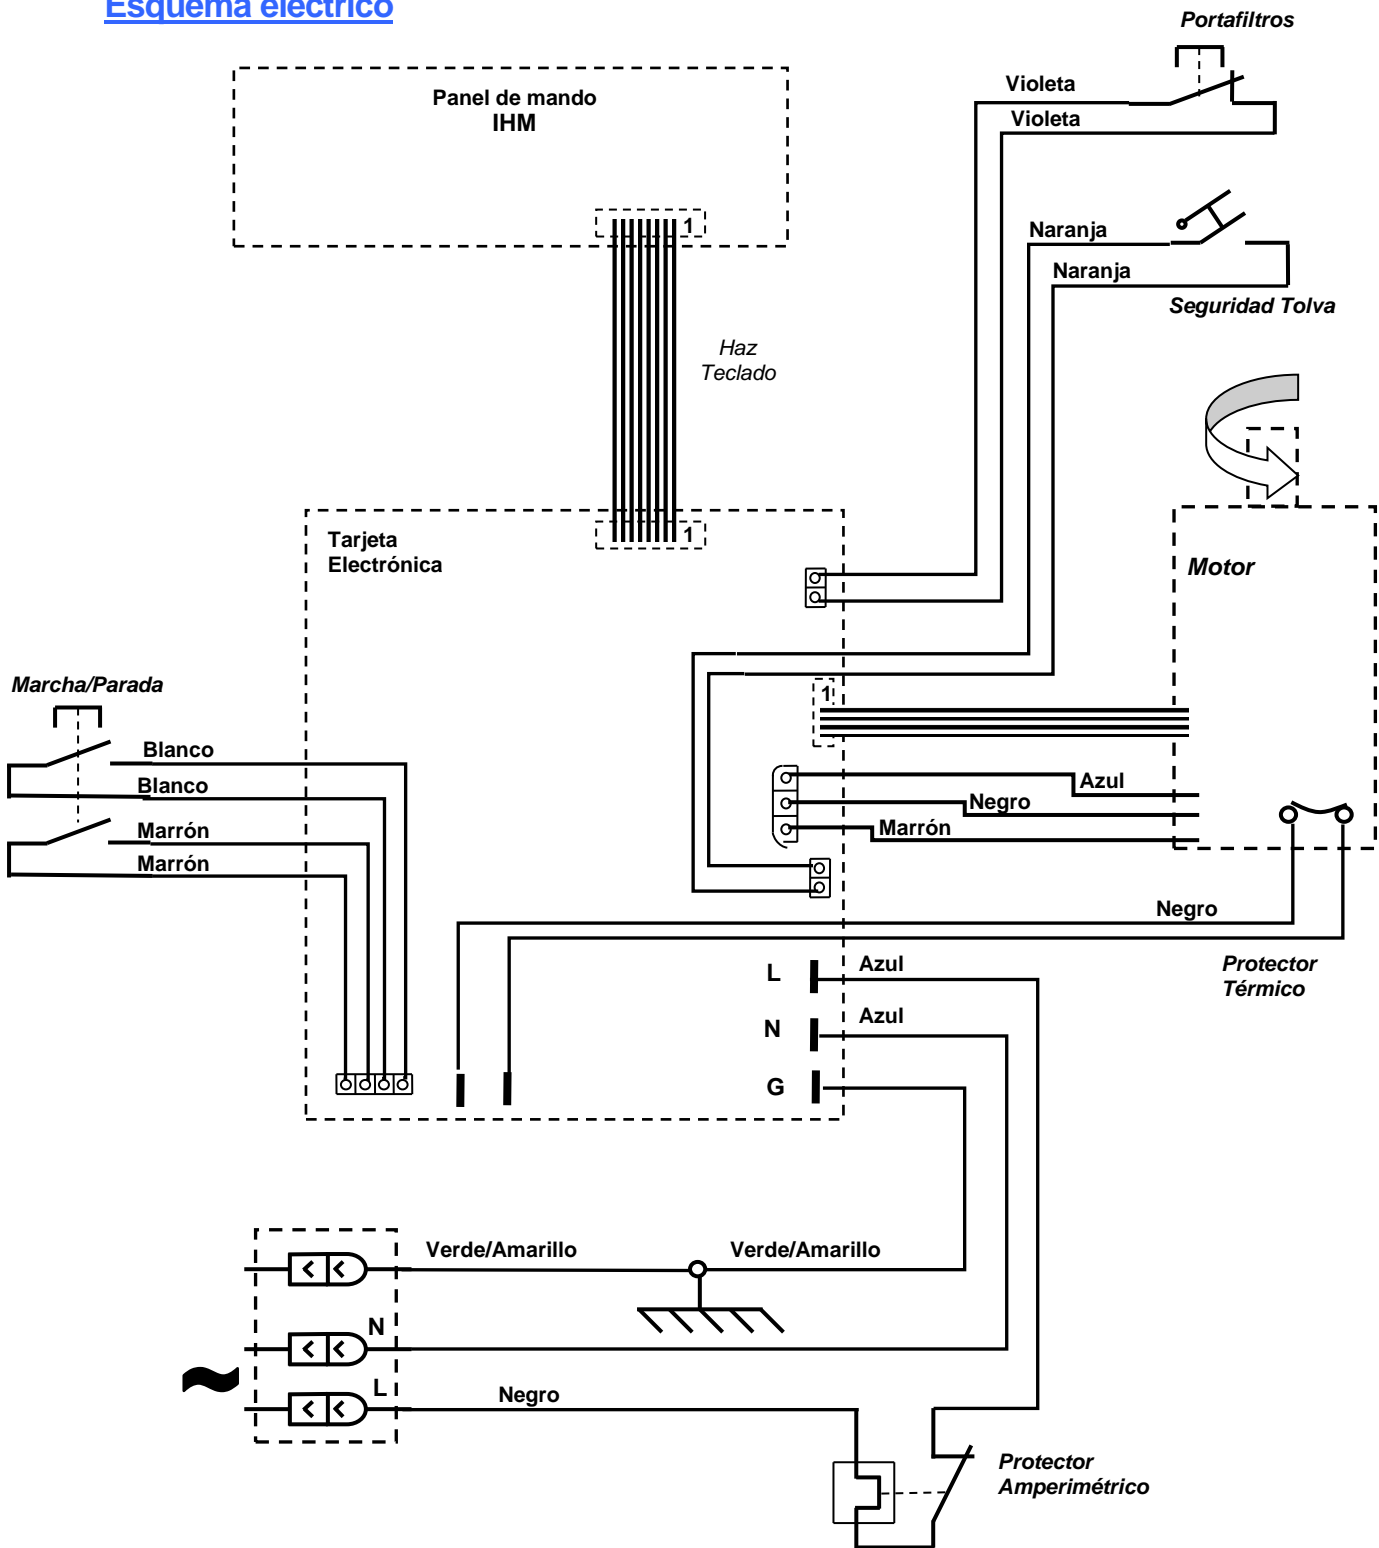 Esquema eléctrico
Portafiltros
Panel de mando
IHM
Violeta
Violeta
1
Naranja
Naranja
Seguridad Tolva
Haz
Teclado
1
Tarjeta
Electrónica
Motor
Marcha/Parada
1
Blanco
Blanco
Marrón
Marrón
Azul
Negro
Marrón
Negro
Protector
Térmico
L
Azul
N
Azul
G
Verde/Amarillo
Verde/Amarillo
N
L
Negro
Protector
Amperimétrico